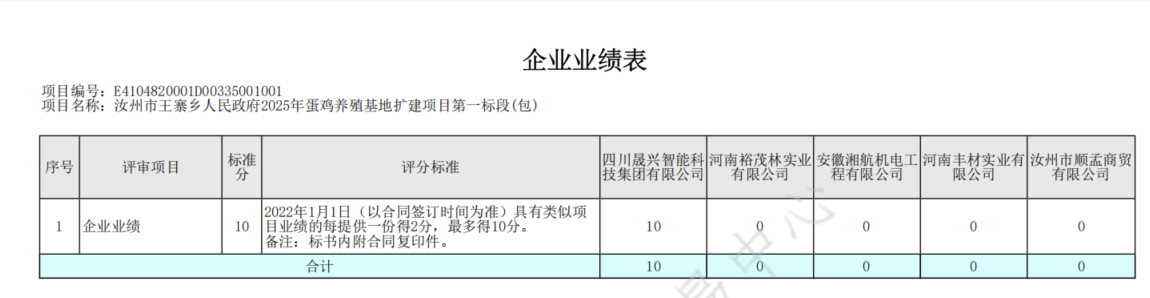 企业业绩表
项目编号：E4104820001D00335001001
项目名称：汝州市王寨乡人民政府2025年蛋鸡养殖基地扩建项目第一标段(包)
序号 评审项目 标准分 评分标准 四川晟兴智能科技集团有限公司 河南裕茂林实业有限公司 安徽湘航机电工程有限公司 河南丰材实业有限公司 汝州市顺孟商贸有限公司
1 企业业绩 10 2022年1月1日（以合同签订时间为准）具有类似项
目业绩的每提供一份得2分，最多得10分。
备注：标书内附合同复印件。 10 0 0 0 0
合计 10 0 0 0 0
中心